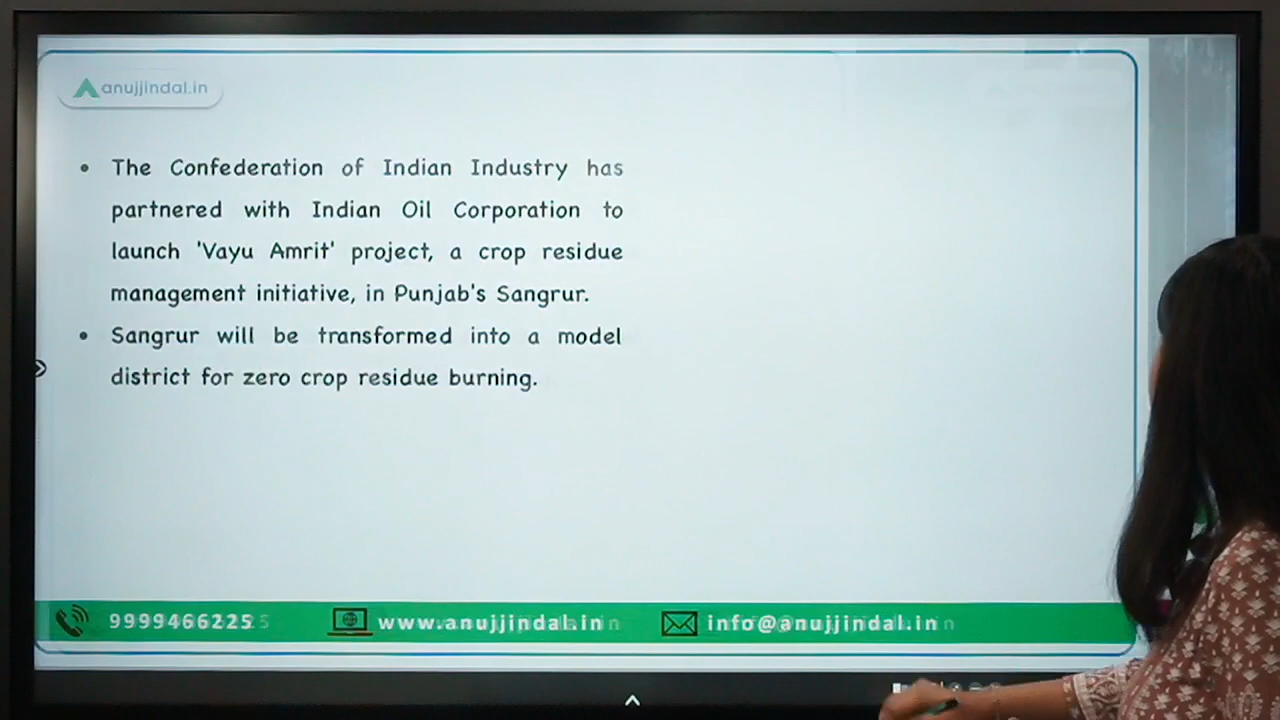 anujjindal.in
• The Confederation of Indian Industry has
partnered with Indian Oil Corporation to
launch 'Vayu Amrit' project, a crop residue
management initiative, in Punjab's Sangrur.
• Sangrur will be transformed into a model
district for zero crop residue burning.
9999466225 www.anujjindal.in info@anujjindal.in